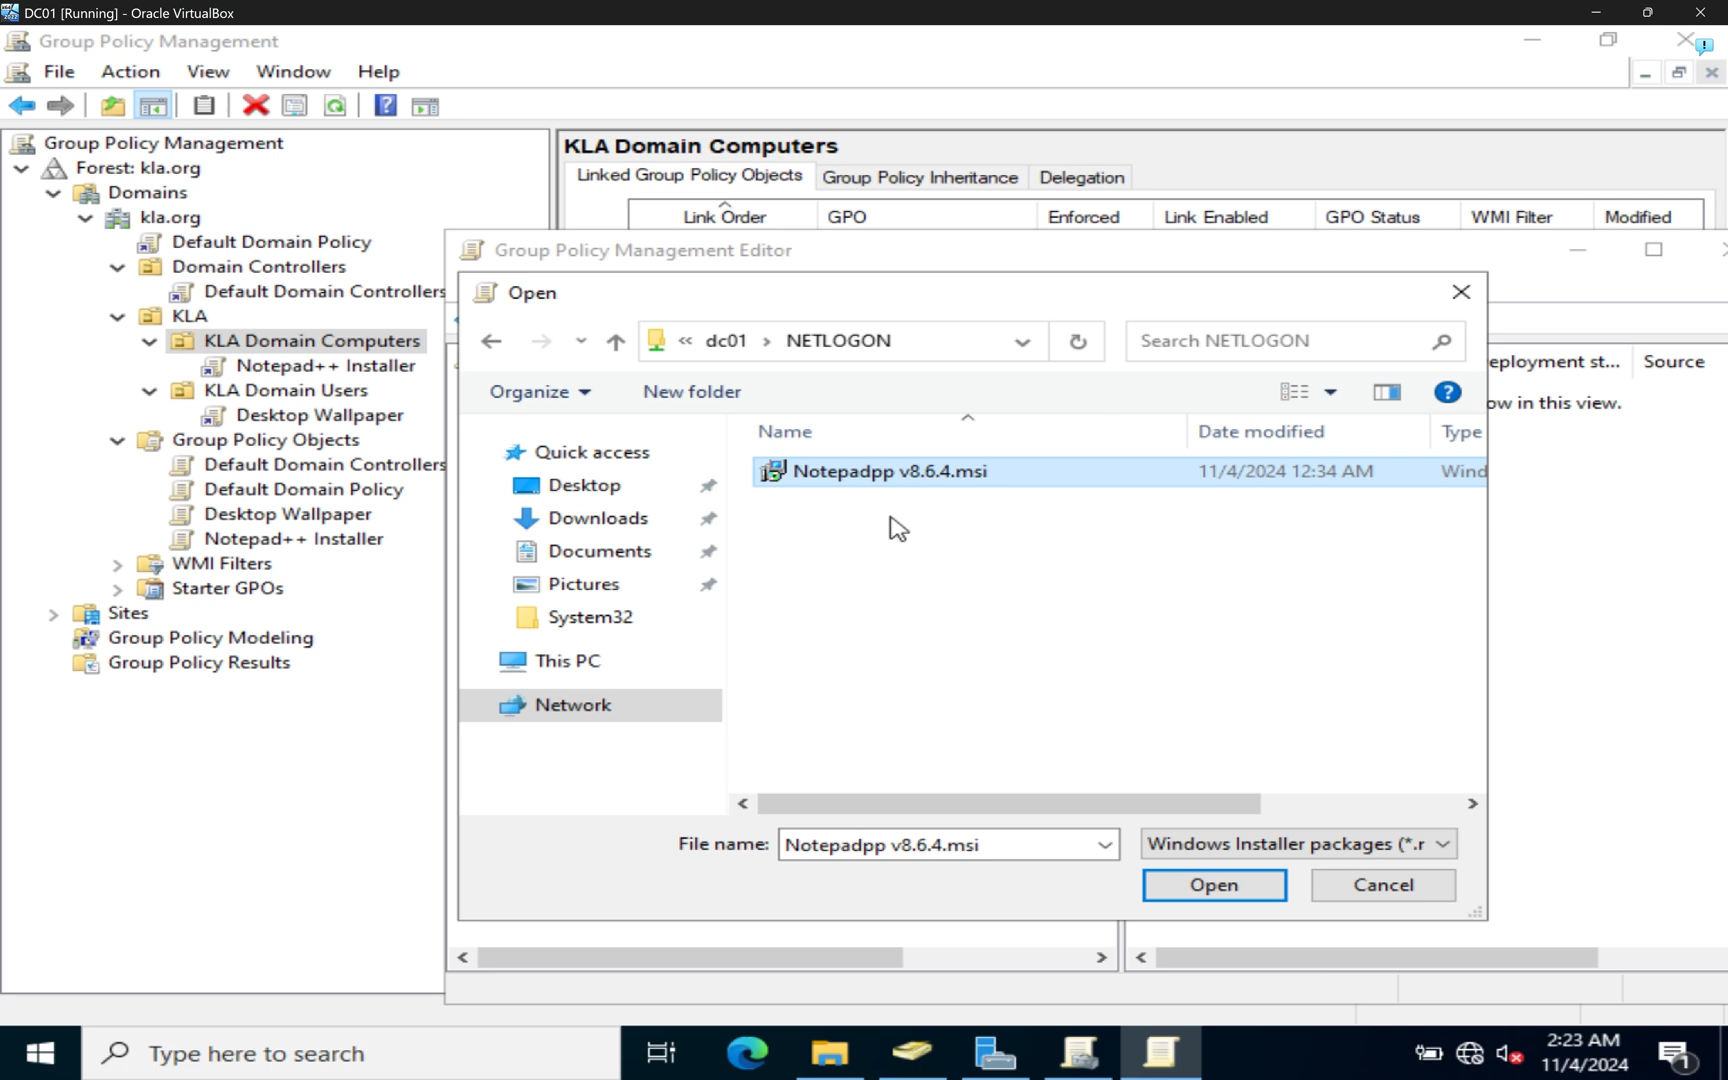 DC01 [Running] - Oracle VirtualBox
Group Policy Management
File Action View Window Help
Group Policy Management
Forest: kla.org
Domains
kla.org
Default Domain Policy
Domain Controllers
Default Domain Controllers
KLA
KLA Domain Computers
Notepad++ Installer
KLA Domain Users
Desktop Wallpaper
Group Policy Objects
Default Domain Controllers
Default Domain Policy
Desktop Wallpaper
Notepad++ Installer
WMI Filters
Starter GPOs
Sites
Group Policy Modeling
Group Policy Results
KLA Domain Computers
Linked Group Policy Objects Group Policy Inheritance Delegation
Link Order GPO Enforced Link Enabled GPO Status WMI Filter Modified
Group Policy Management Editor
eployment st... Source
ow in this view.
Open
« dc01 > NETLOGON
Search NETLOGON
Organize New folder
Quick access
Desktop
Downloads
Documents
Pictures
System32
This PC
Network
Name Date modified Type
Notepadpp v8.6.4.msi 11/4/2024 12:34 AM Wind
File name: Notepadpp v8.6.4.msi Windows Installer packages (*.r
Open Cancel
Type here to search
2:23 AM
11/4/2024
1